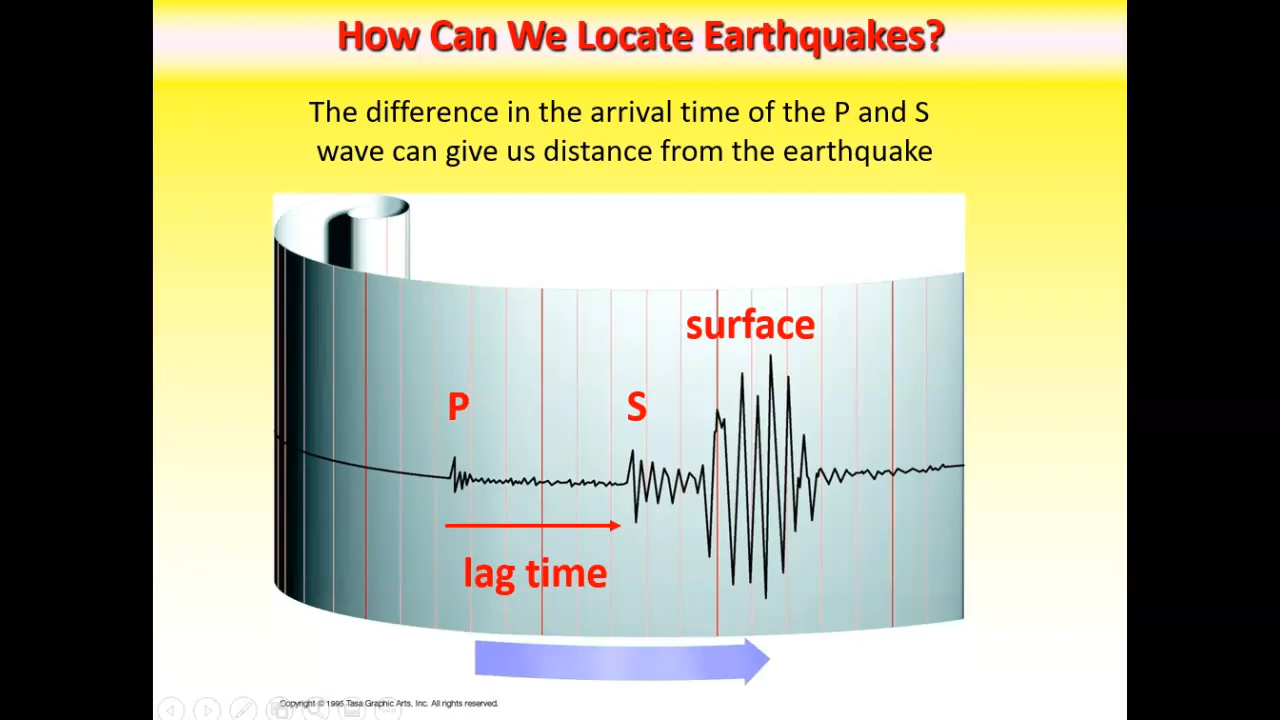 How Can We Locate Earthquakes?
The difference in the arrival time of the P and S
wave can give us distance from the earthquake
surface
P
S
lag time
Copyright © 1995 Tasa Graphic Arts, Inc. All rights reserved.